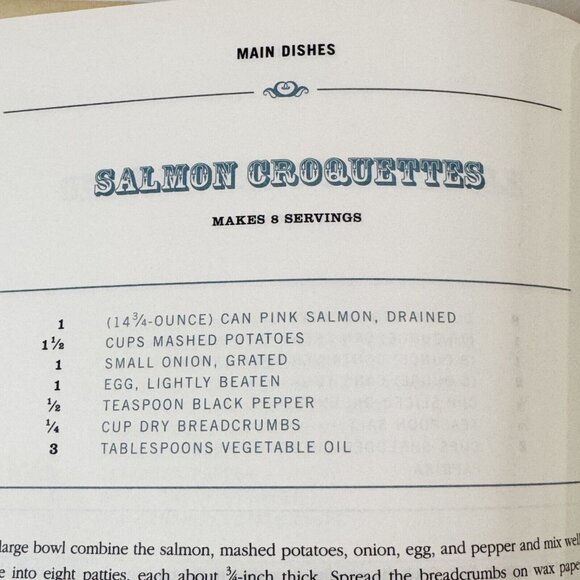 MAIN DISHES
SALMON CROQUETTES
MAKES 8 SERVINGS
1 (14¾-OUNCE) CAN PINK SALMON, DRAINED
1½ CUPS MASHED POTATOES
1 SMALL ONION, GRATED
1 EGG, LIGHTLY BEATEN
½ TEASPOON BLACK PEPPER
¼ CUP DRY BREADCRUMBS
3 TABLESPOONS VEGETABLE OIL
large bowl combine the salmon, mashed potatoes, onion, egg, and pepper and mix well
into eight patties, each about ¾-inch thick. Spread the breadcrumbs on wax pape